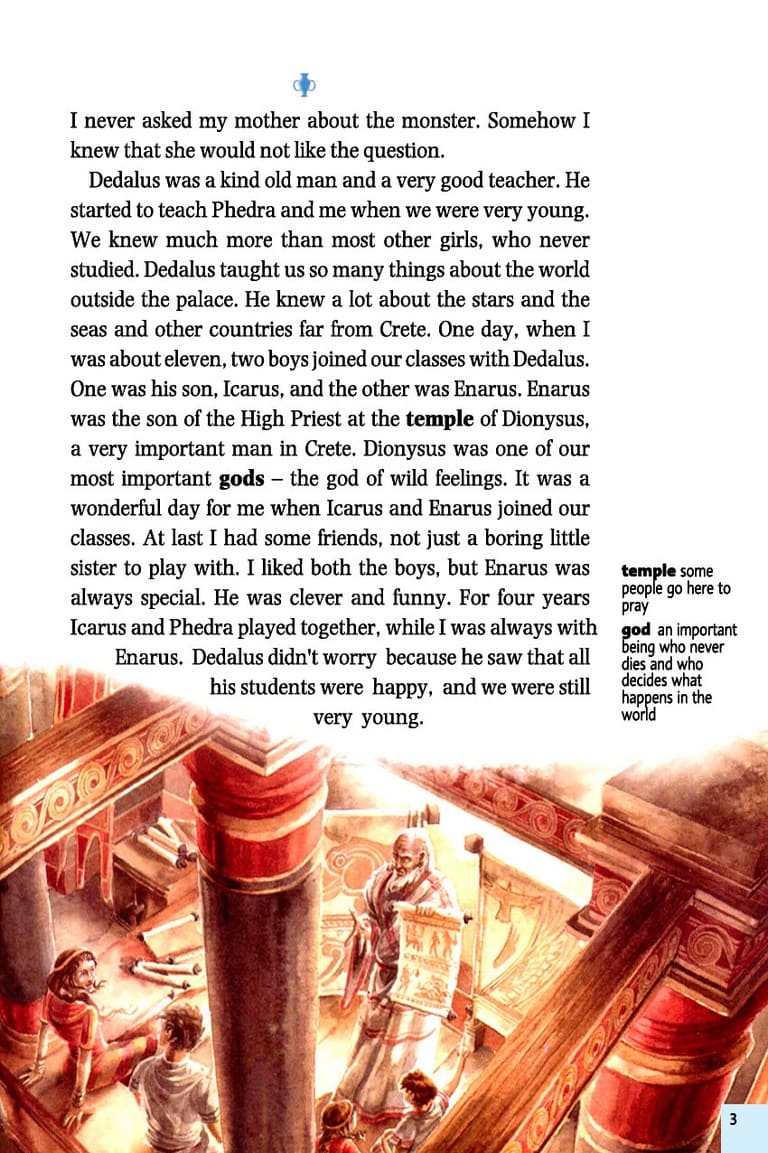 I never asked my mother about the monster. Somehow I
knew that she would not like the question.
Dedalus was a kind old man and a very good teacher. He
started to teach Phedra and me when we were very young.
We knew much more than most other girls, who never
studied. Dedalus taught us so many things about the world
outside the palace. He knew a lot about the stars and the
seas and other countries far from Crete. One day, when I
was about eleven, two boys joined our classes with Dedalus.
One was his son, Icarus, and the other was Enarus. Enarus
was the son of the High Priest at the temple of Dionysus,
a very important man in Crete. Dionysus was one of our
most important gods – the god of wild feelings. It was a
wonderful day for me when Icarus and Enarus joined our
classes. At last I had some friends, not just a boring little
sister to play with. I liked both the boys, but Enarus was
always special. He was clever and funny. For four years
Icarus and Phedra played together, while I was always with
Enarus. Dedalus didn't worry because he saw that all
his students were happy, and we were still
very young.
temple some
people go here to
pray
god an important
being who never
dies and who
decides what
happens in the
world
3